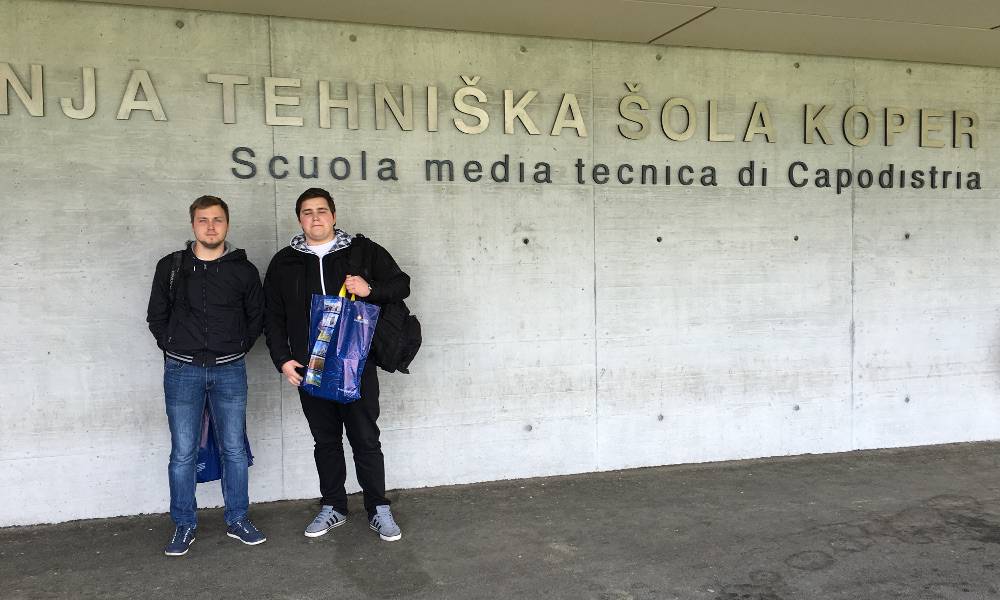 NJA TEHNIŠKA ŠOLA KOPER
Scuola media tecnica di Capodistria